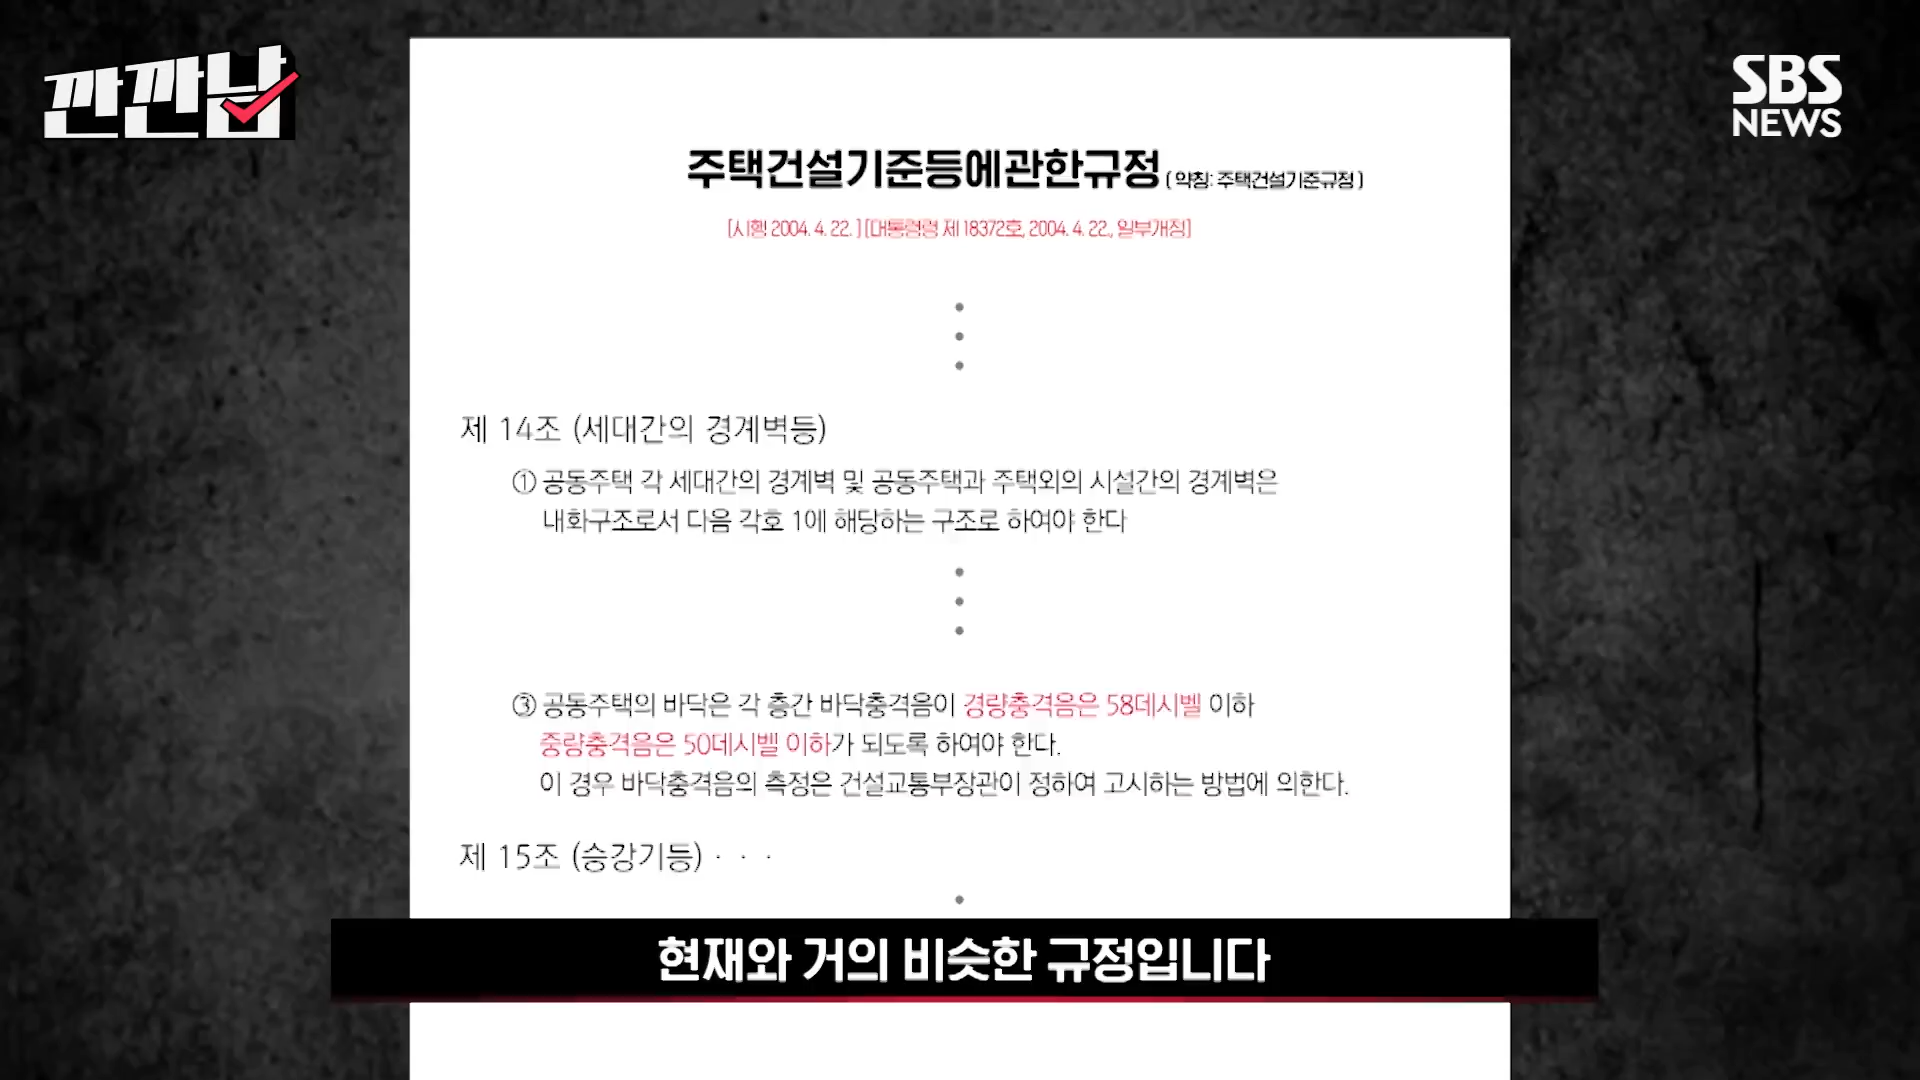 깐깐남
SBS
NEWS
주택건설기준등에관한규정 ( 약칭: 주택건설기준규정 )
[시행 2004. 4. 22. ] [대통령령 제 18372호, 2004. 4. 22., 일부개정]
제 14조 (세대간의 경계벽등)
① 공동주택 각 세대간의 경계벽 및 공동주택과 주택외의 시설간의 경계벽은
내화구조로서 다음 각호 1에 해당하는 구조로 하여야 한다
③ 공동주택의 바닥은 각 층간 바닥충격음이 경량충격음은 58데시벨 이하
중량충격음은 50데시벨 이하가 되도록 하여야 한다.
이 경우 바닥충격음의 측정은 건설교통부장관이 정하여 고시하는 방법에 의한다.
제 15조 (승강기등) · · ·
현재와 거의 비슷한 규정입니다